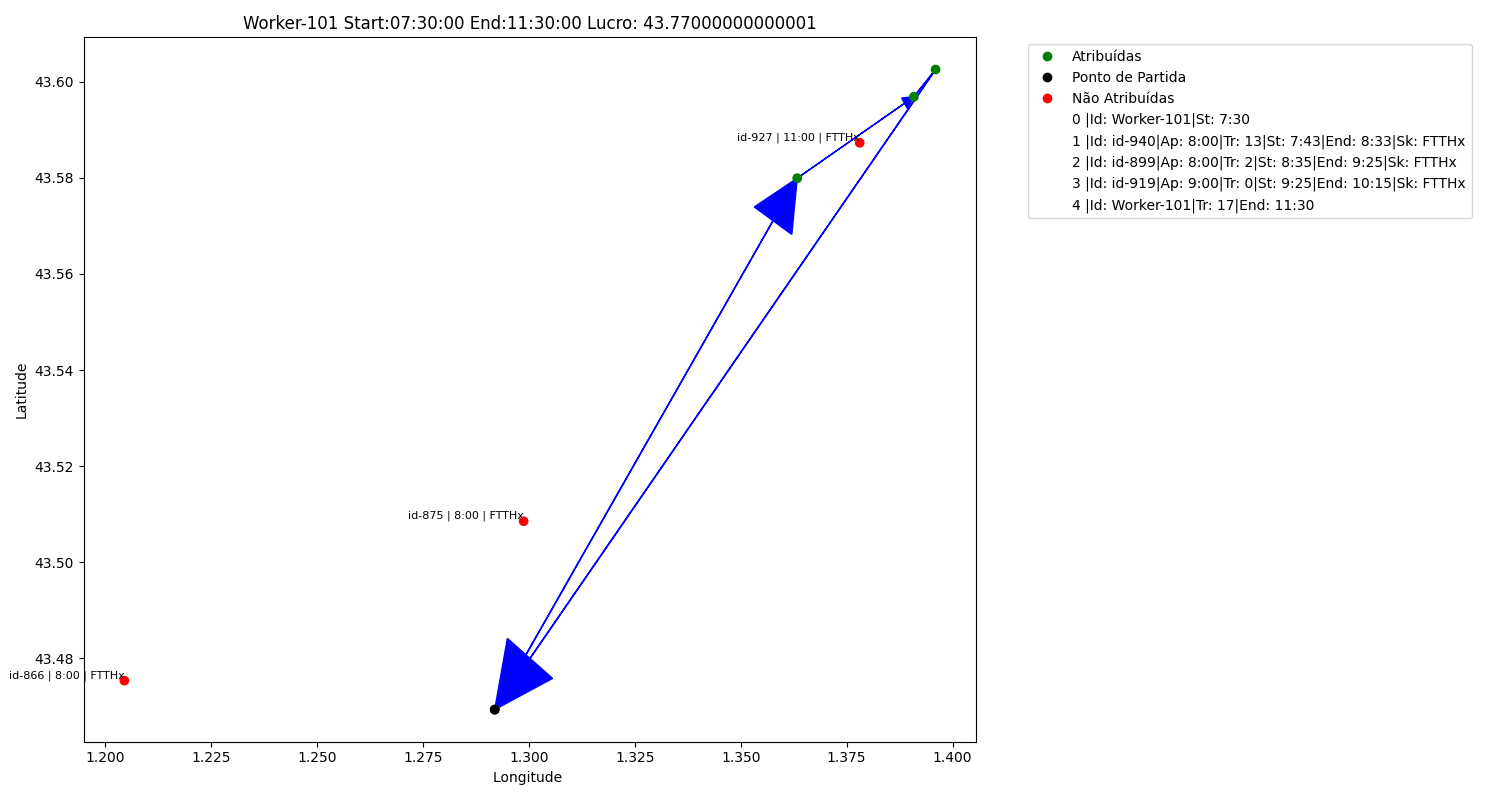 Worker-101 Start:07:30:00 End:11:30:00 Lucro: 43.77000000000001
Atribuídas
Ponto de Partida
Não Atribuídas
0 |Id: Worker-101|St: 7:30
1 |Id: id-940|Ap: 8:00|Tr: 13|St: 7:43|End: 8:33|Sk: FTTHx
2 |Id: id-899|Ap: 8:00|Tr: 2|St: 8:35|End: 9:25|Sk: FTTHx
3 |Id: id-919|Ap: 9:00|Tr: 0|St: 9:25|End: 10:15|Sk: FTTHx
4 |Id: Worker-101|Tr: 17|End: 11:30
43.60
43.58
43.56
43.54
43.52
43.50
43.48
Latitude
id-927 | 11:00 | FTTHx
id-875 | 8:00 | FTTHx
id-866 | 8:00 | FTTHx
1.200 1.225 1.250 1.275 1.300 1.325 1.350 1.375 1.400
Longitude